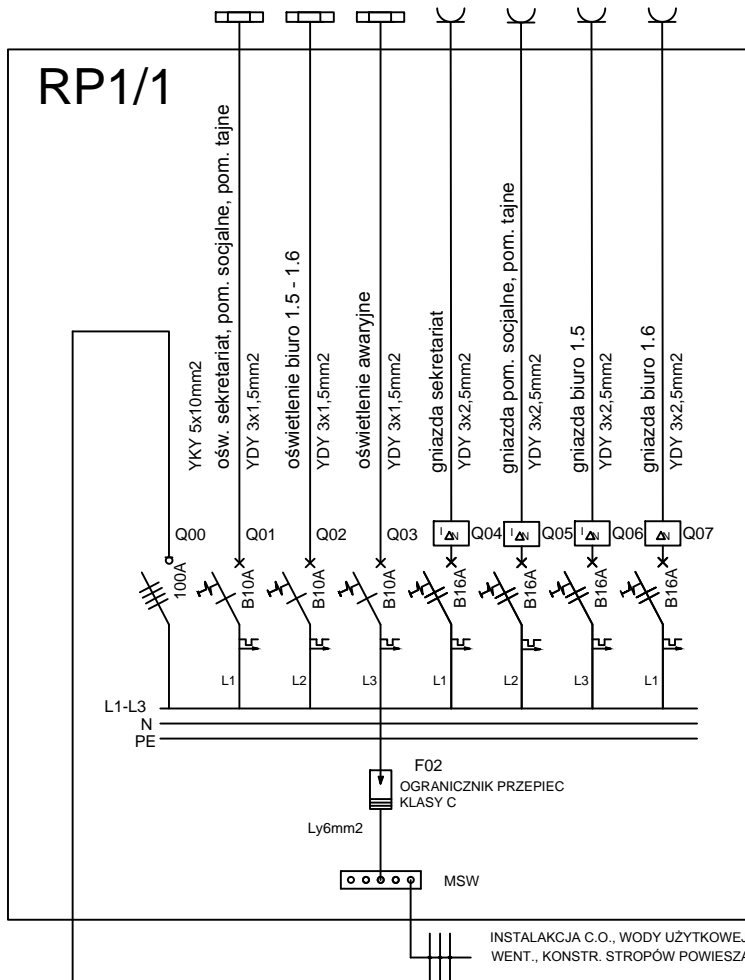 RP1/1
YKY 5x10mm2
ośw. sekretariat, pom. socjalne, pom. tajne
YDY 3x1,5mm2
oświetlenie biuro 1.5 - 1.6
YDY 3x1,5mm2
oświetlenie awaryjne
YDY 3x1,5mm2
gniazda sekretariat
YDY 3x2,5mm2
gniazda pom. socjalne, pom. tajne
YDY 3x2,5mm2
gniazda biuro 1.5
YDY 3x2,5mm2
gniazda biuro 1.6
YDY 3x2,5mm2
Q00 Q01 Q02 Q03 I∆N Q04 I∆N Q05 I∆N Q06 ∆N Q07
100A B10A B10A B10A B16A B16A B16A B16A
L1 L2 L3 L1 L2 L3 L1
L1-L3
N
PE
F02
OGRANICZNIK PRZEPIEC
KLASY C
Ly6mm2
MSW
INSTALAKCJA C.O., WODY UŻYTKOWEJ
WENT., KONSTR. STROPÓW POWIESZA